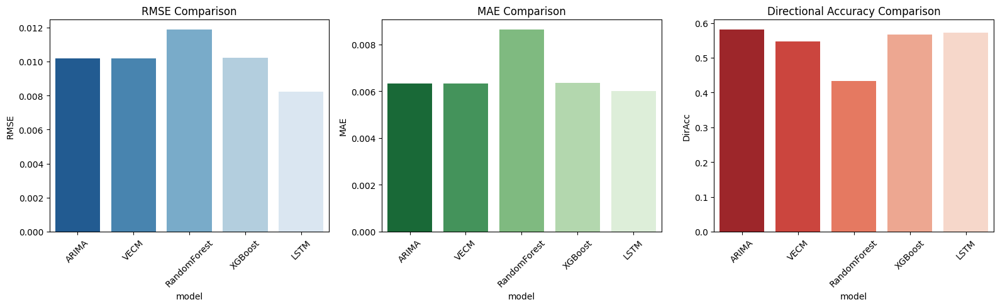 RMSE Comparison
RMSE
0.012
0.010
0.008
0.006
0.004
0.002
0.000
ARIMA
VECM
RandomForest
XGBoost
LSTM
model
MAE Comparison
MAE
0.008
0.006
0.004
0.002
0.000
ARIMA
VECM
RandomForest
XGBoost
LSTM
model
Directional Accuracy Comparison
DirAcc
0.6
0.5
0.4
0.3
0.2
0.1
0.0
ARIMA
VECM
RandomForest
XGBoost
LSTM
model